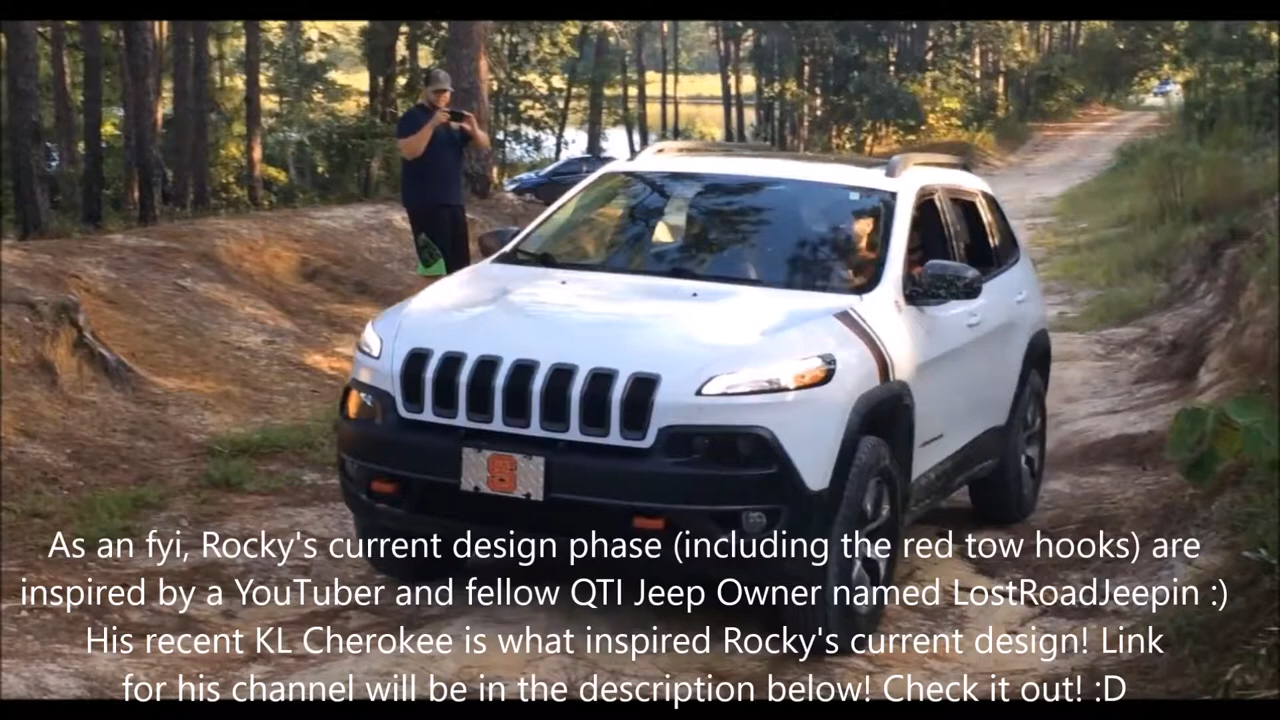 S
As an fyi, Rocky's current design phase (including the red tow hooks) are
inspired by a YouTuber and fellow QTI Jeep Owner named LostRoadJeepin :)
His recent KL Cherokee is what inspired Rocky's current design! Link
for his channel will be in the description below! Check it out! :D